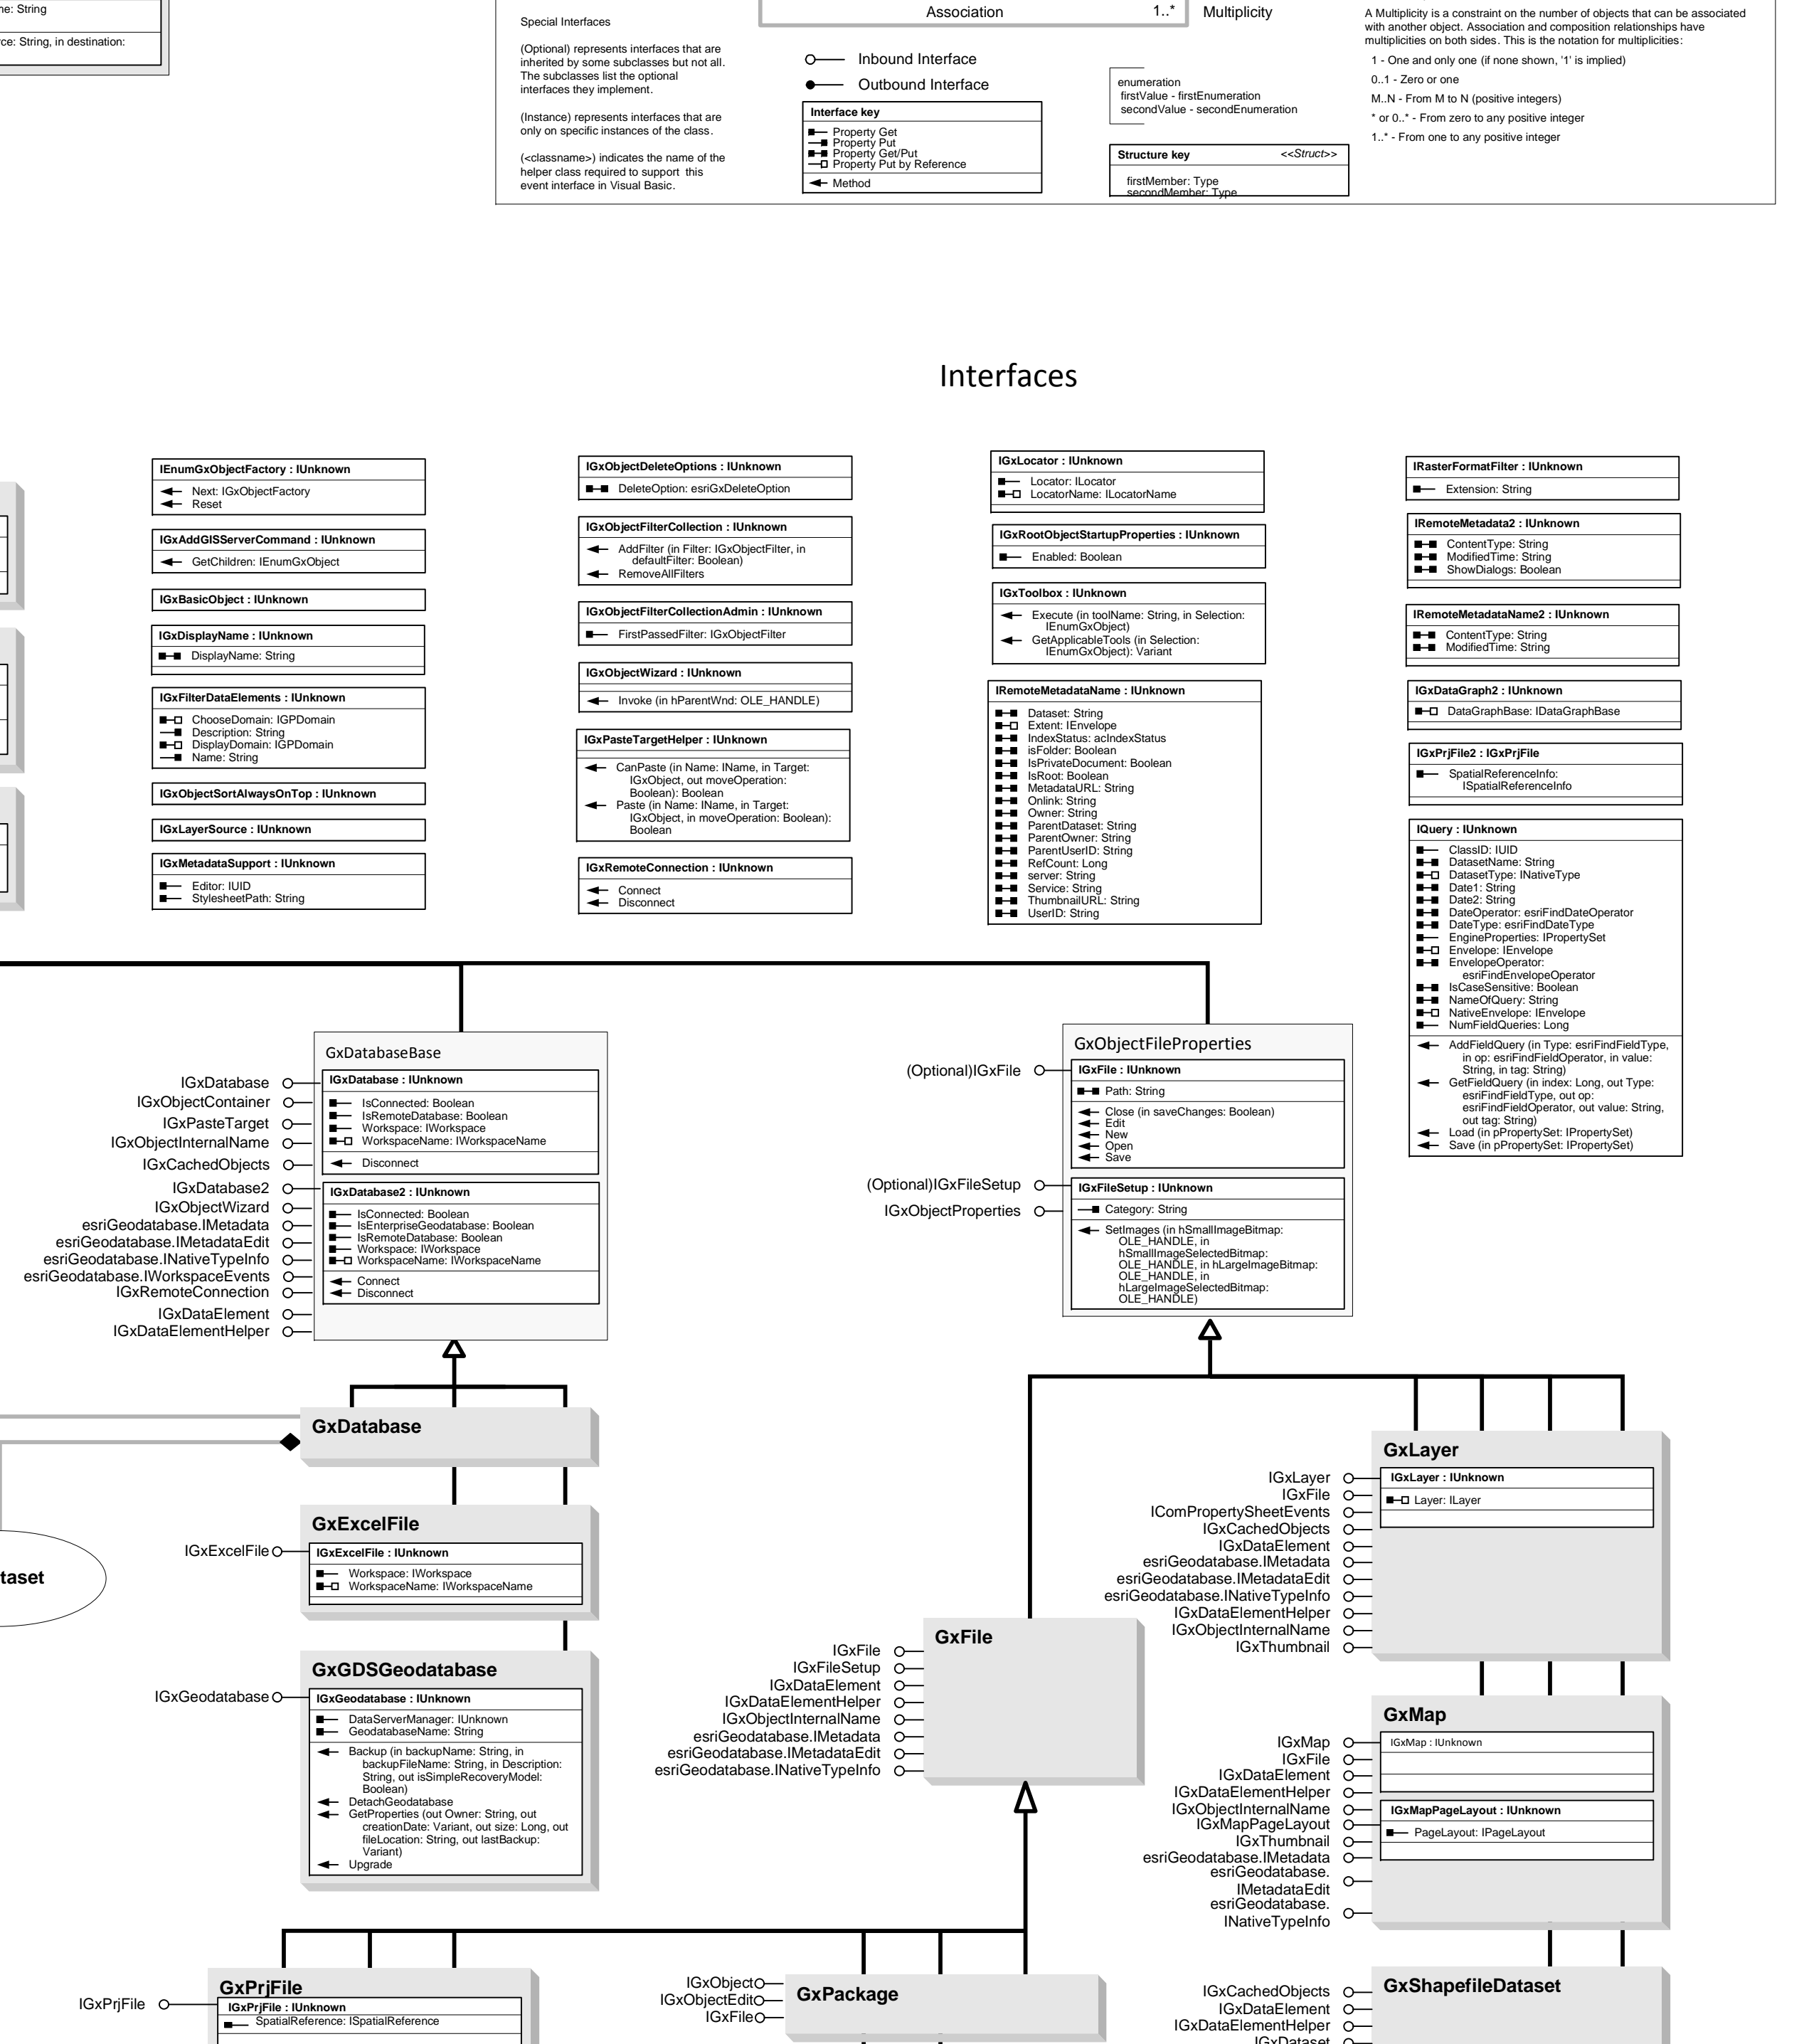 ne: String
rce: String, in destination:
Special Interfaces
(Optional) represents interfaces that are
inherited by some subclasses but not all.
The subclasses list the optional
interfaces they implement.
(Instance) represents interfaces that are
only on specific instances of the class.
(<classname>) indicates the name of the
helper class required to support this
event interface in Visual Basic.
Association
1..*
Multiplicity
Inbound Interface
Outbound Interface
Interface key
Property Get
Property Put
Property Get/Put
Property Put by Reference
Method
enumeration
firstValue - firstEnumeration
secondValue - secondEnumeration
Structure key <<Struct>>
firstMember: Type
secondMember: Type
A Multiplicity is a constraint on the number of objects that can be associated
with another object. Association and composition relationships have
multiplicities on both sides. This is the notation for multiplicities:
1 - One and only one (if none shown, '1' is implied)
0..1 - Zero or one
M..N - From M to N (positive integers)
* or 0..* - From zero to any positive integer
1..* - From one to any positive integer
Interfaces
IEnumGxObjectFactory : IUnknown
Next: IGxObjectFactory
Reset
IGxAddGISServerCommand : IUnknown
GetChildren: IEnumGxObject
IGxBasicObject : IUnknown
IGxDisplayName : IUnknown
DisplayName: String
IGxFilterDataElements : IUnknown
ChooseDomain: IGPDomain
Description: String
DisplayDomain: IGPDomain
Name: String
IGxObjectSortAlwaysOnTop : IUnknown
IGxLayerSource : IUnknown
IGxMetadataSupport : IUnknown
Editor: IUID
StylesheetPath: String
IGxObjectDeleteOptions : IUnknown
DeleteOption: esriGxDeleteOption
IGxObjectFilterCollection : IUnknown
AddFilter (in Filter: IGxObjectFilter, in
defaultFilter: Boolean)
RemoveAllFilters
IGxObjectFilterCollectionAdmin : IUnknown
FirstPassedFilter: IGxObjectFilter
IGxObjectWizard : IUnknown
Invoke (in hParentWnd: OLE_HANDLE)
IGxPasteTargetHelper : IUnknown
CanPaste (in Name: IName, in Target:
IGxObject, out moveOperation:
Boolean): Boolean
Paste (in Name: IName, in Target:
IGxObject, in moveOperation: Boolean):
Boolean
IGxRemoteConnection : IUnknown
Connect
Disconnect
IGxLocator : IUnknown
Locator: ILocator
LocatorName: ILocatorName
IGxRootObjectStartupProperties : IUnknown
Enabled: Boolean
IGxToolbox : IUnknown
Execute (in toolName: String, in Selection:
IEnumGxObject)
GetApplicableTools (in Selection:
IEnumGxObject): Variant
IRemoteMetadataName : IUnknown
Dataset: String
Extent: IEnvelope
IndexStatus: acIndexStatus
isFolder: Boolean
IsPrivateDocument: Boolean
IsRoot: Boolean
MetadataURL: String
Onlink: String
Owner: String
ParentDataset: String
ParentOwner: String
ParentUserID: String
RefCount: Long
server: String
Service: String
ThumbnailURL: String
UserID: String
IRasterFormatFilter : IUnknown
Extension: String
IRemoteMetadata2 : IUnknown
ContentType: String
ModifiedTime: String
ShowDialogs: Boolean
IRemoteMetadataName2 : IUnknown
ContentType: String
ModifiedTime: String
IGxDataGraph2 : IUnknown
DataGraphBase: IDataGraphBase
IGxPrjFile2 : IGxPrjFile
SpatialReferenceInfo:
ISpatialReferenceInfo
IQuery : IUnknown
ClassID: IUID
DatasetName: String
DatasetType: INativeType
Date1: String
Date2: String
DateOperator: esriFindDateOperator
DateType: esriFindDateType
EngineProperties: IPropertySet
Envelope: IEnvelope
EnvelopeOperator:
esriFindEnvelopeOperator
IsCaseSensitive: Boolean
NameOfQuery: String
NativeEnvelope: IEnvelope
NumFieldQueries: Long
AddFieldQuery (in Type: esriFindFieldType,
in op: esriFindFieldOperator, in value:
String, in tag: String)
GetFieldQuery (in index: Long, out Type:
esriFindFieldType, out op:
esriFindFieldOperator, out value: String,
out tag: String)
Load (in pPropertySet: IPropertySet)
Save (in pPropertySet: IPropertySet)
GxDatabaseBase
IGxDatabase
IGxObjectContainer
IGxPasteTarget
IGxObjectInternalName
IGxCachedObjects
IGxDatabase2
IGxObjectWizard
esriGeodatabase.IMetadata
esriGeodatabase.IMetadataEdit
esriGeodatabase.INativeTypeInfo
esriGeodatabase.IWorkspaceEvents
IGxRemoteConnection
IGxDataElement
IGxDataElementHelper
IGxDatabase : IUnknown
IsConnected: Boolean
IsRemoteDatabase: Boolean
Workspace: IWorkspace
WorkspaceName: IWorkspaceName
Disconnect
IGxDatabase2 : IUnknown
IsConnected: Boolean
IsEnterpriseGeodatabase: Boolean
IsRemoteDatabase: Boolean
Workspace: IWorkspace
WorkspaceName: IWorkspaceName
Connect
Disconnect
GxObjectFileProperties
(Optional)IGxFile
(Optional)IGxFileSetup
IGxObjectProperties
IGxFile : IUnknown
Path: String
Close (in saveChanges: Boolean)
Edit
New
Open
Save
IGxFileSetup : IUnknown
Category: String
SetImages (in hSmallImageBitmap:
OLE_HANDLE, in
hSmallImageSelectedBitmap:
OLE_HANDLE, in hLargeImageBitmap:
OLE_HANDLE, in
hLargeImageSelectedBitmap:
OLE_HANDLE)
GxDatabase
GxExcelFile
IGxExcelFile
IGxExcelFile : IUnknown
Workspace: IWorkspace
WorkspaceName: IWorkspaceName
taset
GxGDSGeodatabase
IGxGeodatabase
IGxGeodatabase : IUnknown
DataServerManager: IUnknown
GeodatabaseName: String
Backup (in backupName: String, in
backupFileName: String, in Description:
String, out isSimpleRecoveryModel:
Boolean)
DetachGeodatabase
GetProperties (out Owner: String, out
creationDate: Variant, out size: Long, out
fileLocation: String, out lastBackup:
Variant)
Upgrade
GxFile
IGxFile
IGxFileSetup
IGxDataElement
IGxDataElementHelper
IGxObjectInternalName
esriGeodatabase.IMetadata
esriGeodatabase.IMetadataEdit
esriGeodatabase.INativeTypeInfo
GxLayer
IGxLayer
IGxFile
IComPropertySheetEvents
IGxCachedObjects
IGxDataElement
esriGeodatabase.IMetadata
esriGeodatabase.IMetadataEdit
esriGeodatabase.INativeTypeInfo
IGxDataElementHelper
IGxObjectInternalName
IGxThumbnail
IGxLayer : IUnknown
Layer: ILayer
GxMap
IGxMap
IGxFile
IGxDataElement
IGxDataElementHelper
IGxObjectInternalName
IGxMapPageLayout
IGxThumbnail
esriGeodatabase.IMetadata
esriGeodatabase.
IMetadataEdit
esriGeodatabase.
INativeTypeInfo
IGxMap : IUnknown
IGxMapPageLayout : IUnknown
PageLayout: IPageLayout
GxPrjFile
IGxPrjFile
IGxPrjFile : IUnknown
SpatialReference: ISpatialReference
IGxObject
IGxObjectEdit
IGxFile
GxPackage
GxShapefileDataset
IGxCachedObjects
IGxDataElement
IGxDataElementHelper
IGxDataset